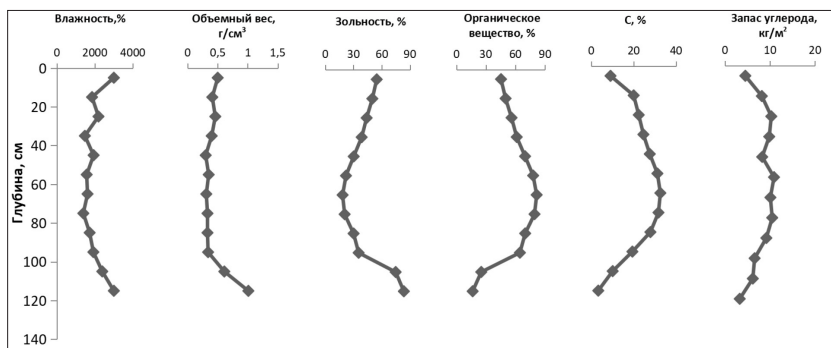 Влажность,%
0 2000 4000
Объемный вес,
г/см³
0 0,5 1 1,5
Зольность, %
0 30 60 90
Органическое
вещество, %
0 30 60 90
С, %
0 20 40
Запас углерода,
кг/м²
0 10 20
Глубина, см
0
20
40
60
80
100
120
140